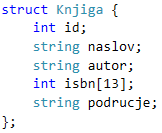 struct Knjiga {
    int id;
    string naslov;
    string autor;
    int isbn[13];
    string podrucje;
};